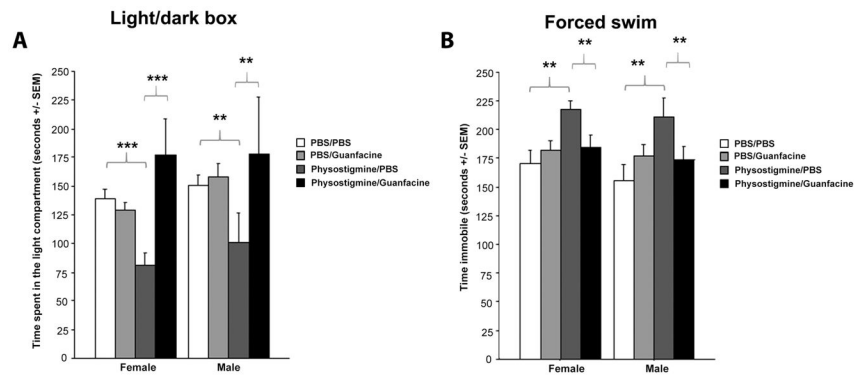 Light/dark box
A
Time spent in the light compartment (seconds +/- SEM)
250
225
200
175
150
125
100
75
50
25
0
***
***
**
**
Female
Male
PBS/PBS
PBS/Guanfacine
Physostigmine/PBS
Physostigmine/Guanfacine
Forced swim
B
Time immobile (seconds +/- SEM)
250
225
200
175
150
125
100
75
50
25
0
**
**
**
**
Female
Male
PBS/PBS
PBS/Guanfacine
Physostigmine/PBS
Physostigmine/Guanfacine